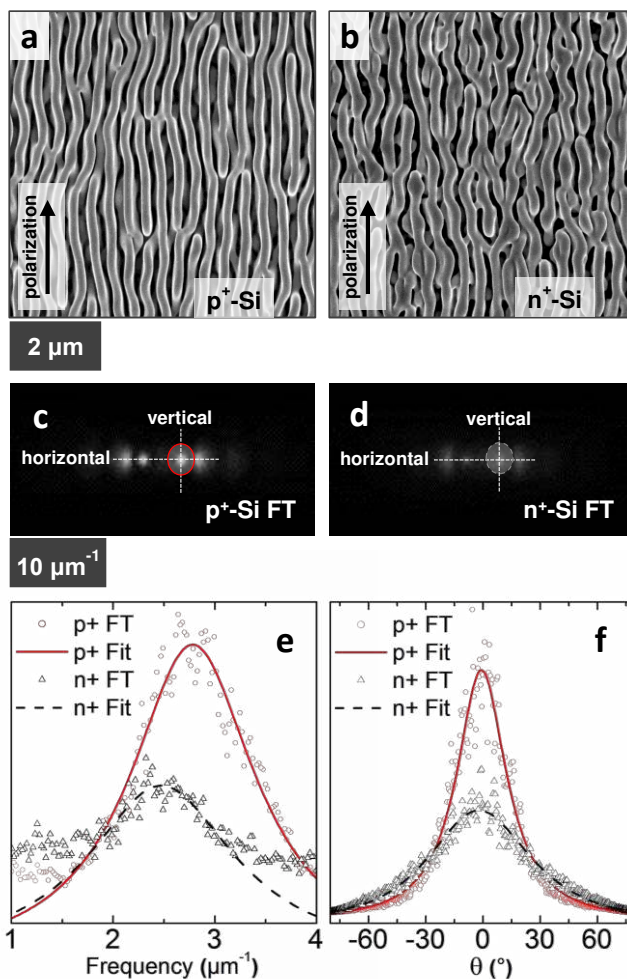 a
b
polarization
polarization
p⁺-Si
n⁺-Si
2 µm
c
d
vertical
vertical
horizontal
horizontal
p⁺-Si FT
n⁺-Si FT
10 µm⁻¹
e
f
p+ FT
p+ Fit
n+ FT
n+ Fit
p+ FT
p+ Fit
n+ FT
n+ Fit
1 2 3 4
-60 -30 0 30 60
Frequency (µm⁻¹)
θ (°)